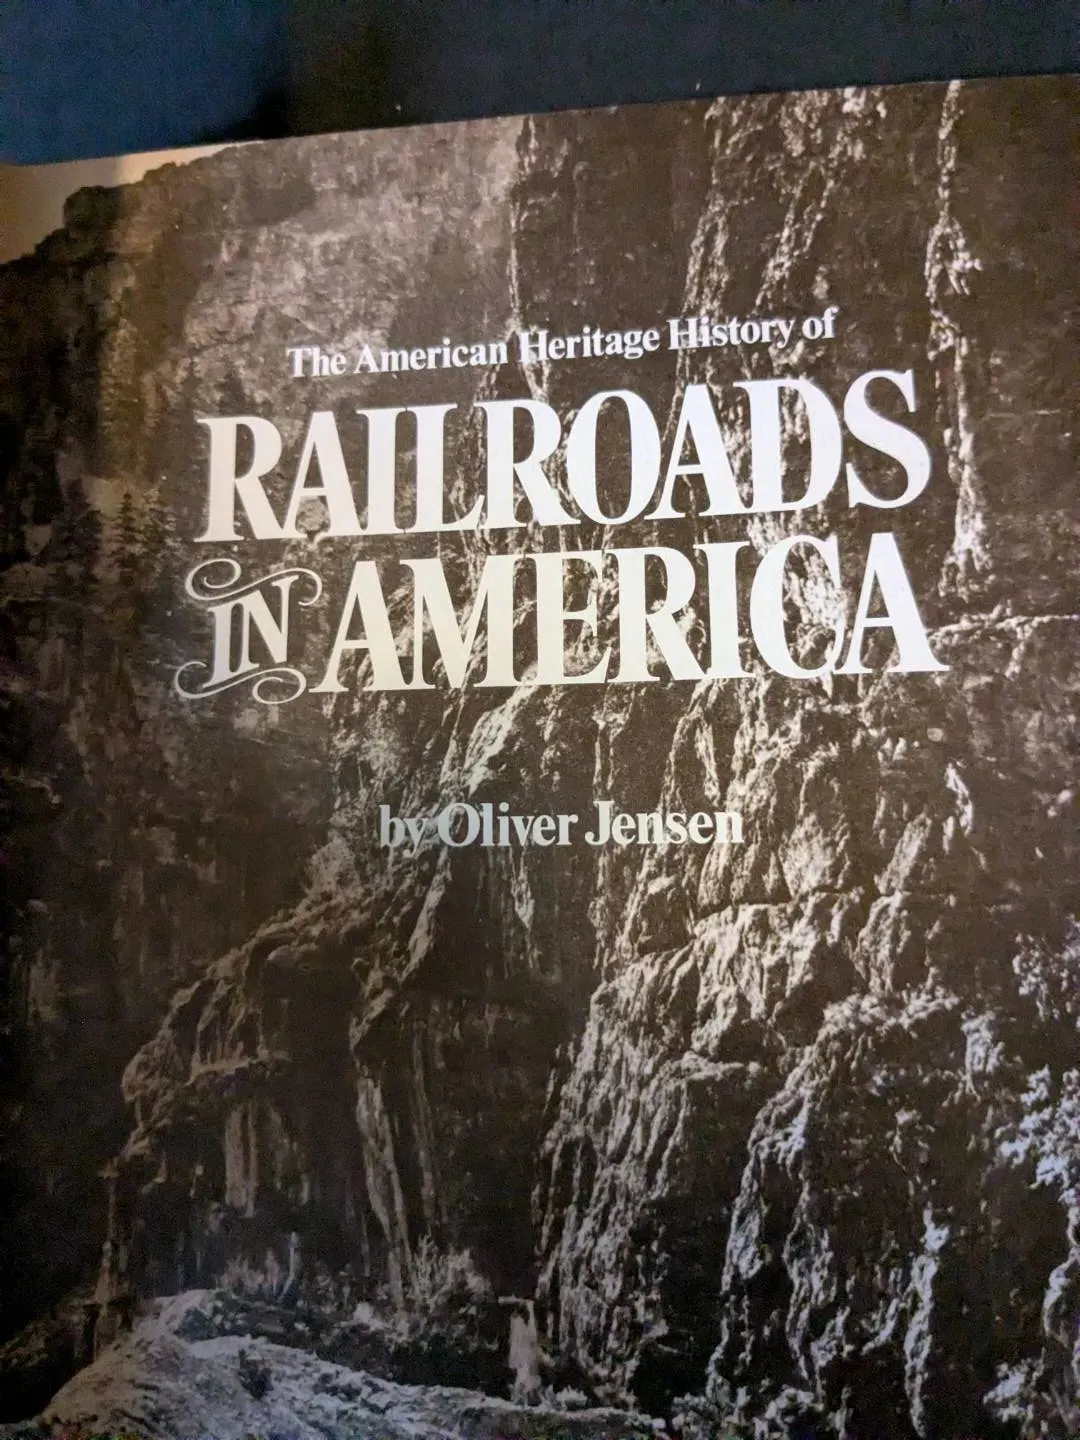 The American Heritage History of
RAILROADS
IN AMERICA
by Oliver Jensen